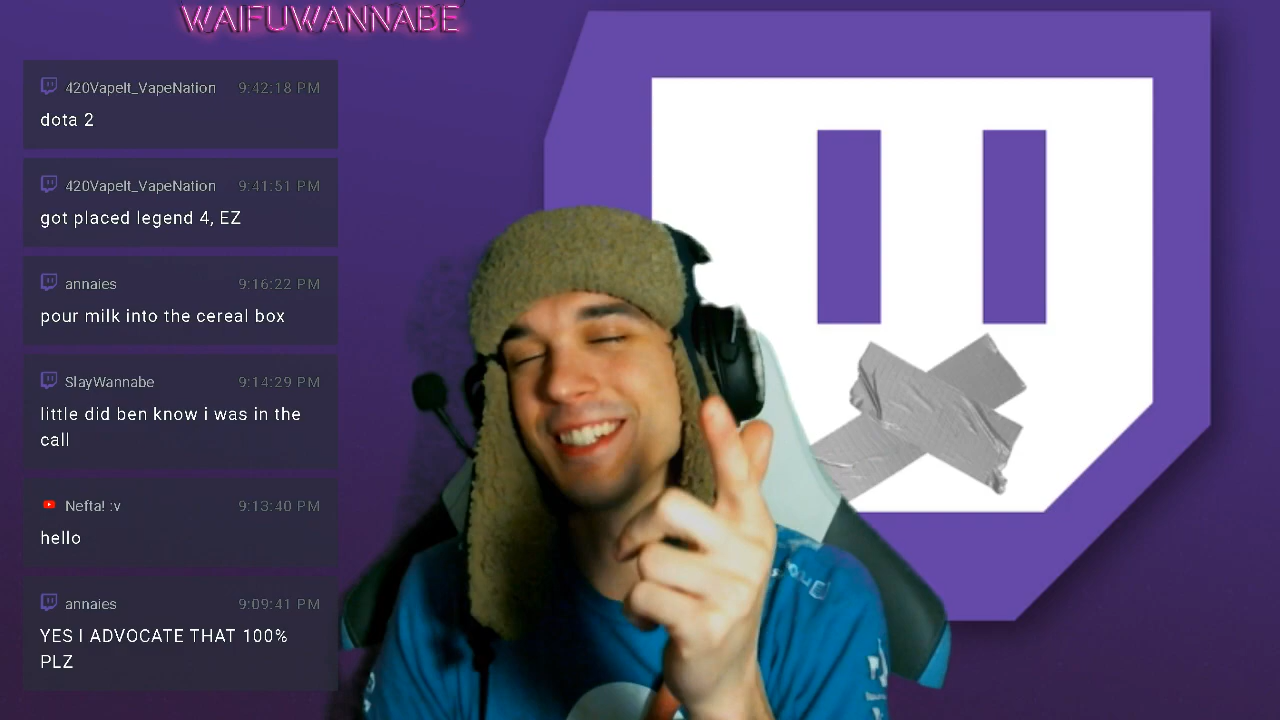 WAIFUWANNABE
420VapeIt_VapeNation 9:42:18 PM
dota 2
420VapeIt_VapeNation 9:41:51 PM
got placed legend 4, EZ
annaies 9:16:22 PM
pour milk into the cereal box
SlayWannabe 9:14:29 PM
little did ben know i was in the
call
Nefta! :v 9:13:40 PM
hello
annaies 9:09:41 PM
YES I ADVOCATE THAT 100%
PLZ